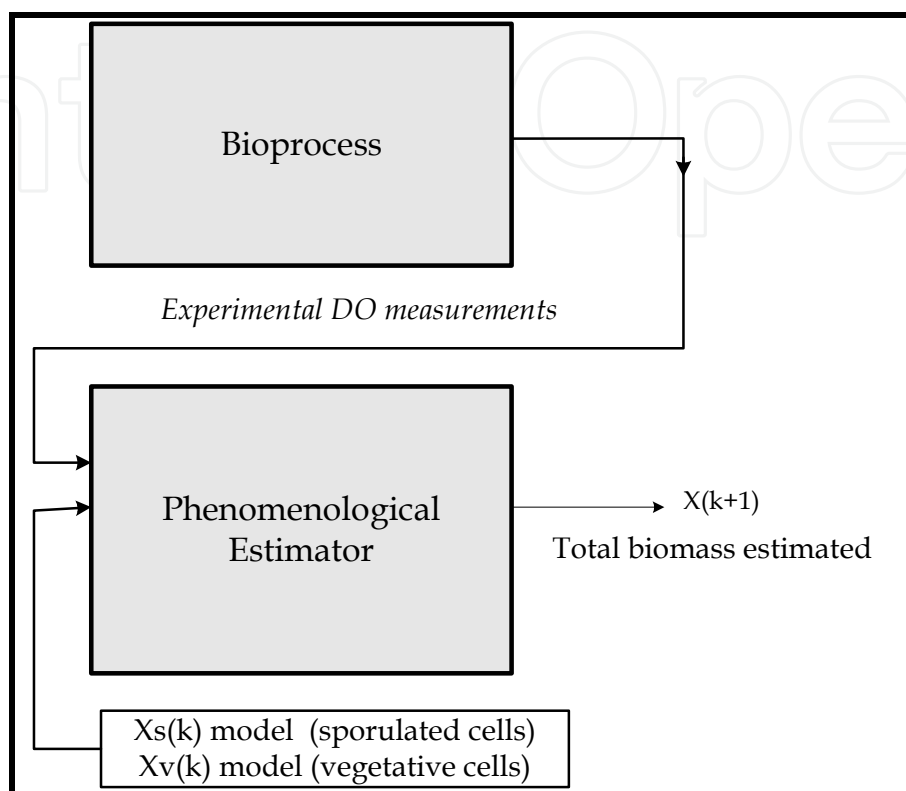 Bioprocess
Experimental DO measurements
Phenomenological
Estimator
X(k+1)
Total biomass estimated
Xs(k) model (sporulated cells)
Xv(k) model (vegetative cells)